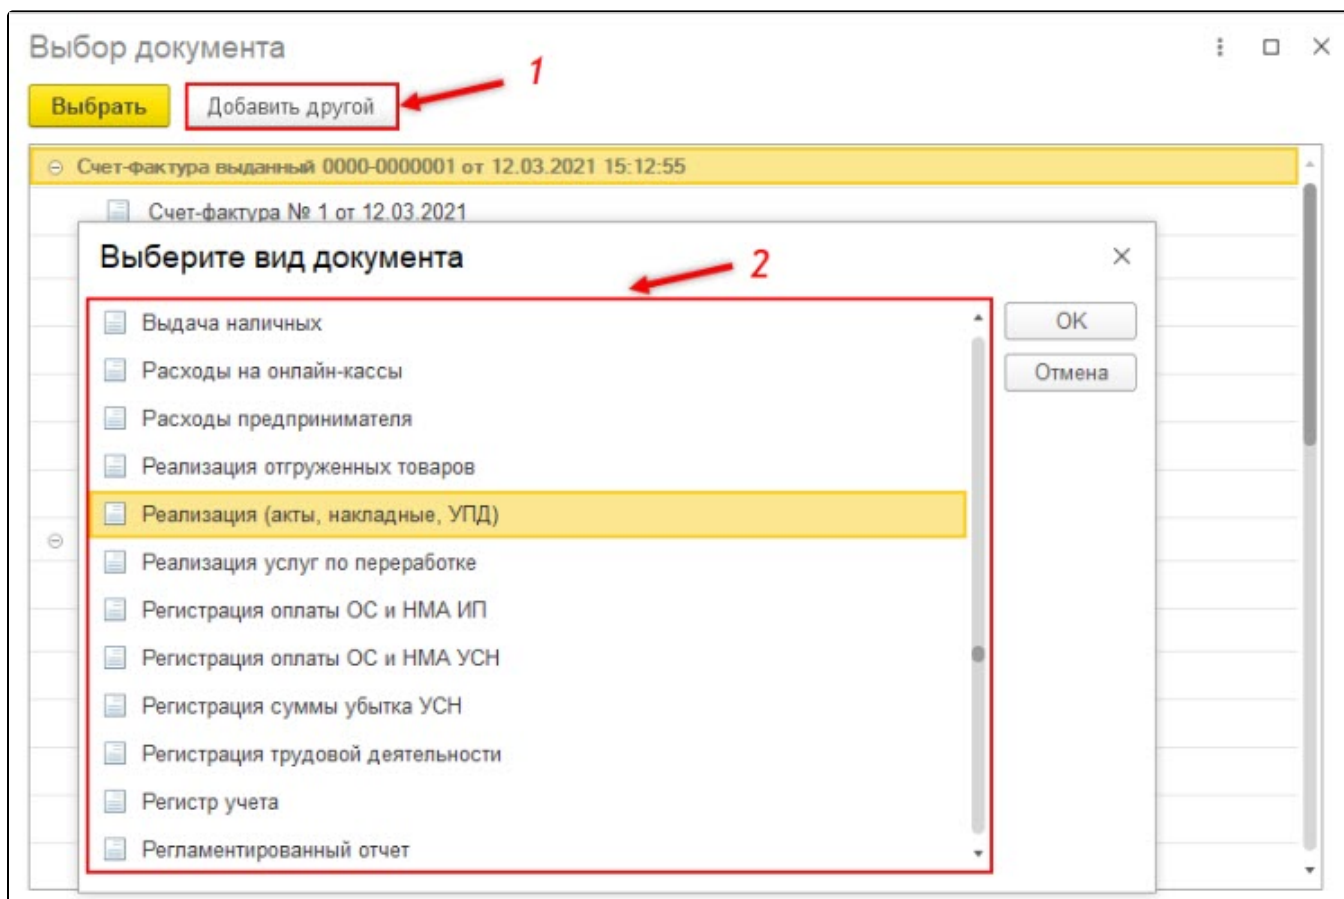 Выбор документа
1
Выбрать Добавить другой
Счет-фактура выданный 0000-0000001 от 12.03.2021 15:12:55
Счет-фактура № 1 от 12.03.2021
Выберите вид документа
2
Выдача наличных
OK
Расходы на онлайн-кассы
Отмена
Расходы предпринимателя
Реализация отгруженных товаров
Реализация (акты, накладные, УПД)
Реализация услуг по переработке
Регистрация оплаты ОС и НМА ИП
Регистрация оплаты ОС и НМА УСН
Регистрация суммы убытка УСН
Регистрация трудовой деятельности
Регистр учета
Регламентированный отчет